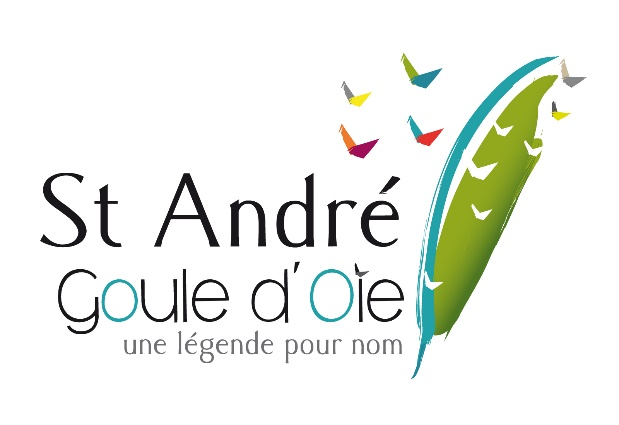 St André
Goule d'Oie
une légende pour nom